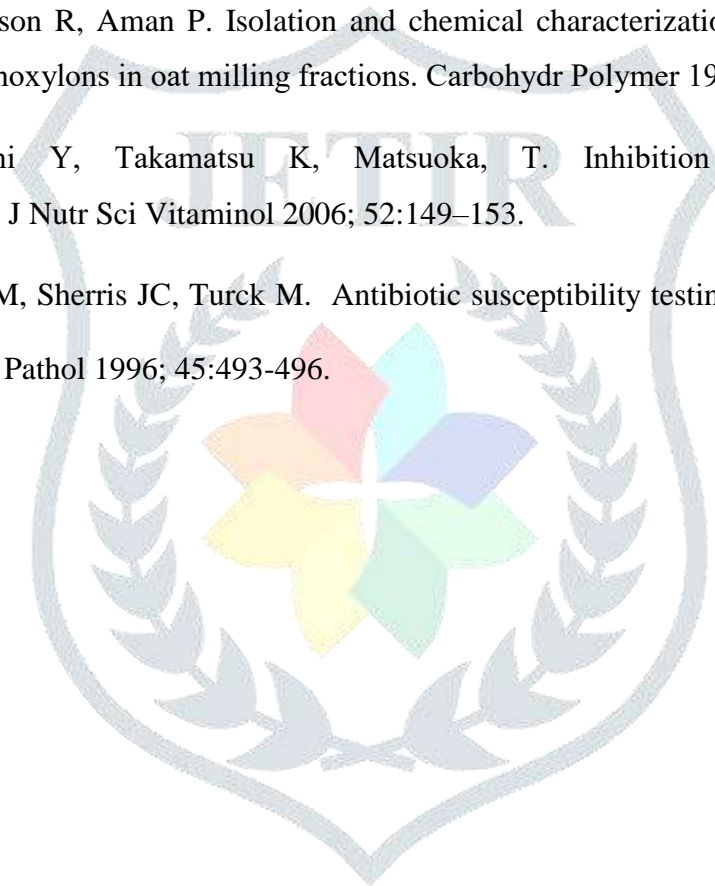 son R, Aman P. Isolation and chemical characterizatio
noxylons in oat milling fractions. Carbohydr Polymer 19
ni Y, Takamatsu K, Matsuoka, T. Inhibition
J Nutr Sci Vitaminol 2006; 52:149–153.
M, Sherris JC, Turck M. Antibiotic susceptibility testin
Pathol 1996; 45:493-496.
JETIR